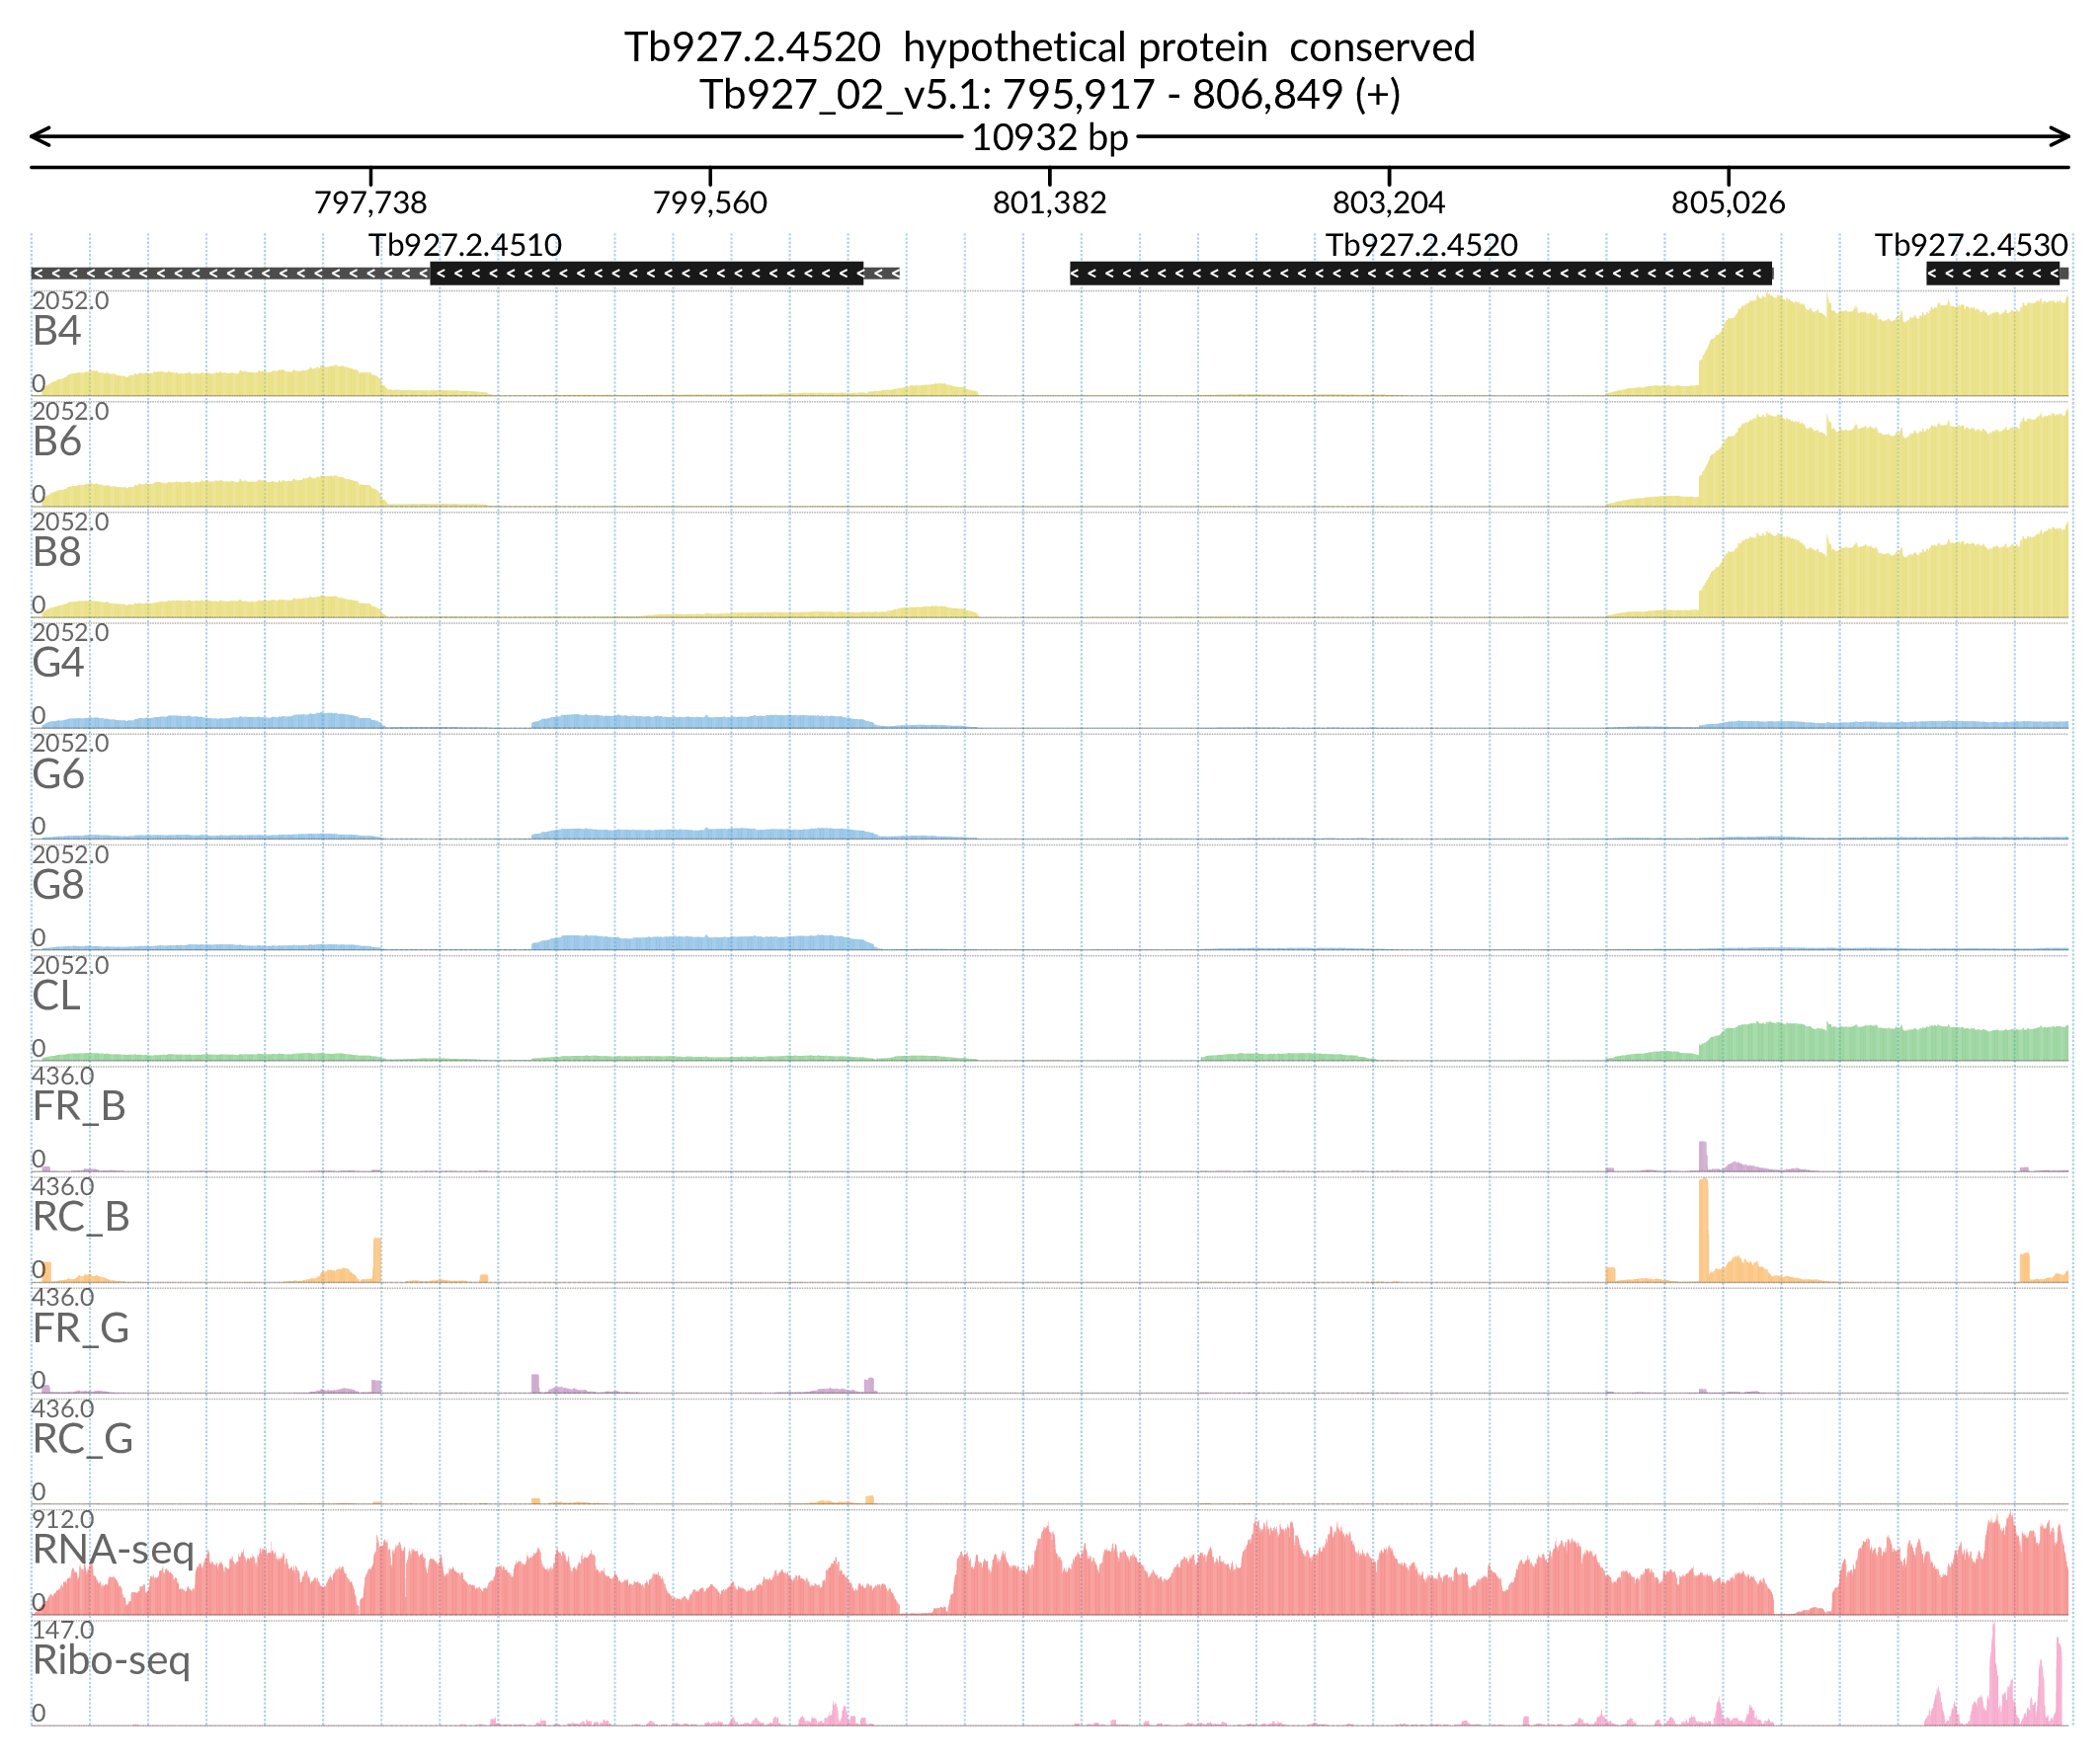 Tb927.2.4520  hypothetical protein  conserved
Tb927_02_v5.1: 795,917 - 806,849 (+)
10932 bp
797,738 799,560 801,382 803,204 805,026
Tb927.2.4510 Tb927.2.4520 Tb927.2.4530
2052.0
B4
0
2052.0
B6
0
2052.0
B8
0
2052.0
G4
0
2052.0
G6
0
2052.0
G8
0
2052.0
CL
0
436.0
FR_B
0
436.0
RC_B
0
436.0
FR_G
0
436.0
RC_G
0
912.0
RNA-seq
0
147.0
Ribo-seq
0